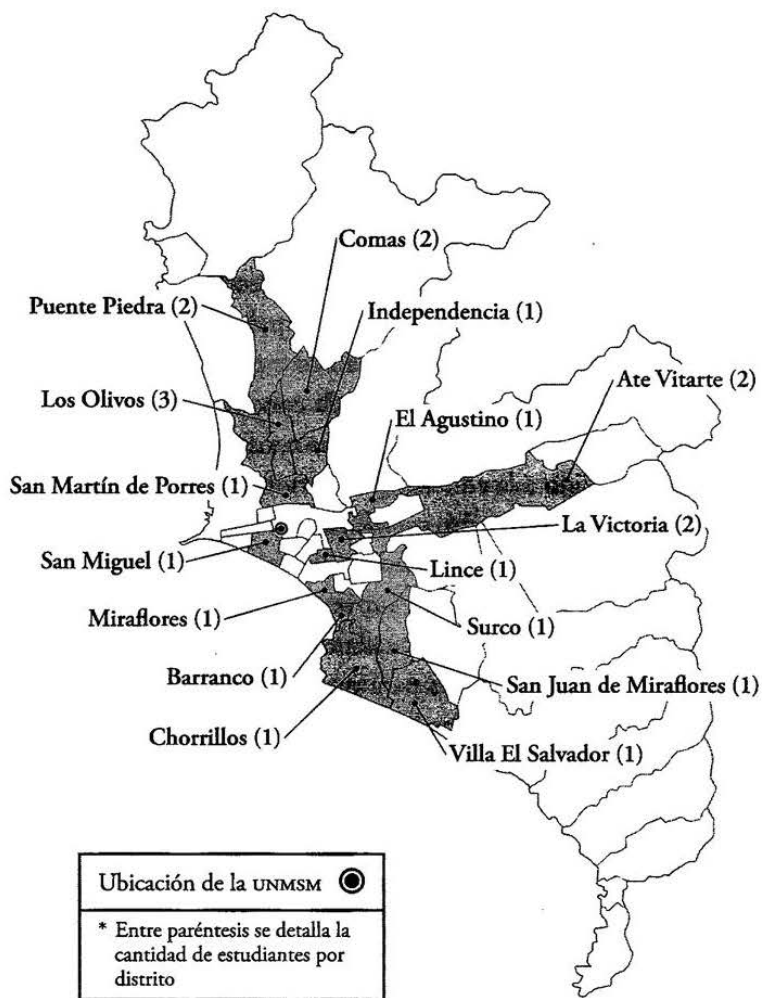 Comas (2)
Puente Piedra (2)
Independencia (1)
Ate Vitarte (2)
Los Olivos (3)
El Agustino (1)
San Martín de Porres (1)
La Victoria (2)
San Miguel (1)
Lince (1)
Miraflores (1)
Surco (1)
Barranco (1)
San Juan de Miraflores (1)
Chorrillos (1)
Villa El Salvador (1)
Ubicación de la UNMSM
* Entre paréntesis se detalla la
cantidad de estudiantes por
distrito